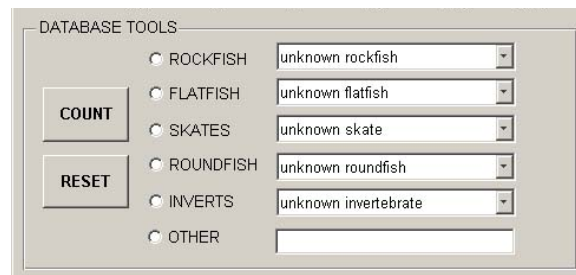 DATABASE TOOLS
ROCKFISH unknown rockfish
FLATFISH unknown flatfish
COUNT
SKATES unknown skate
ROUNDFISH unknown roundfish
RESET
INVERTS unknown invertebrate
OTHER